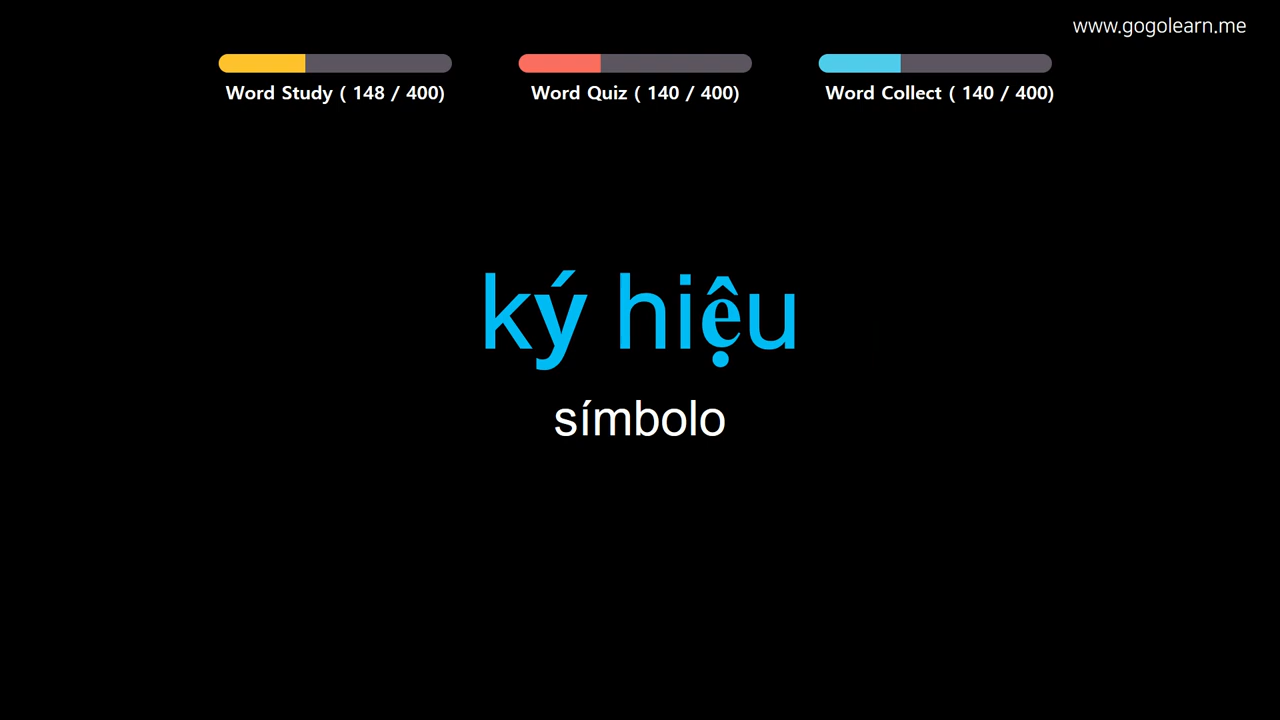 www.gogolearn.me
Word Study ( 148 / 400)
Word Quiz ( 140 / 400)
Word Collect ( 140 / 400)
ký hiệu
símbolo